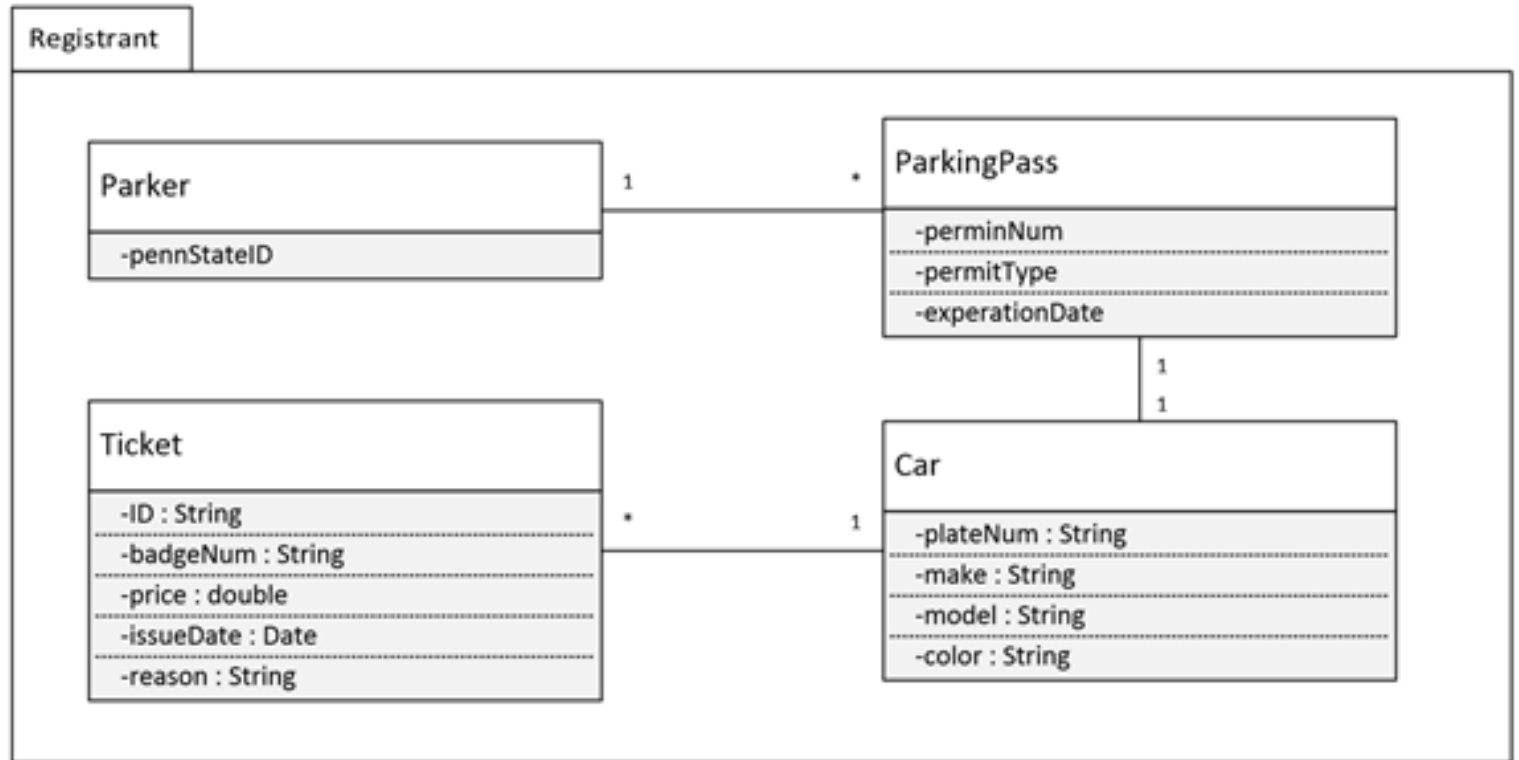 Registrant
Parker
-pennStateID
1
*
ParkingPass
-perminNum
-permitType
-experationDate
1
1
Ticket
-ID : String
-badgeNum : String
-price : double
-issueDate : Date
-reason : String
*
1
Car
-plateNum : String
-make : String
-model : String
-color : String